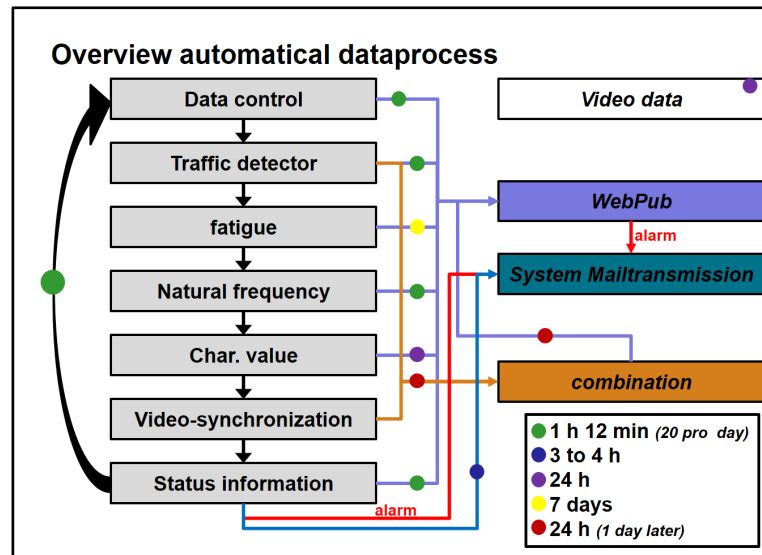 Overview automatical dataprocess
Data control
Video data
Traffic detector
WebPub
fatigue
alarm
System Mailtransmission
Natural frequency
Char. value
combination
Video-synchronization
Status information
alarm
1 h 12 min (20 pro day)
3 to 4 h
24 h
7 days
24 h (1 day later)